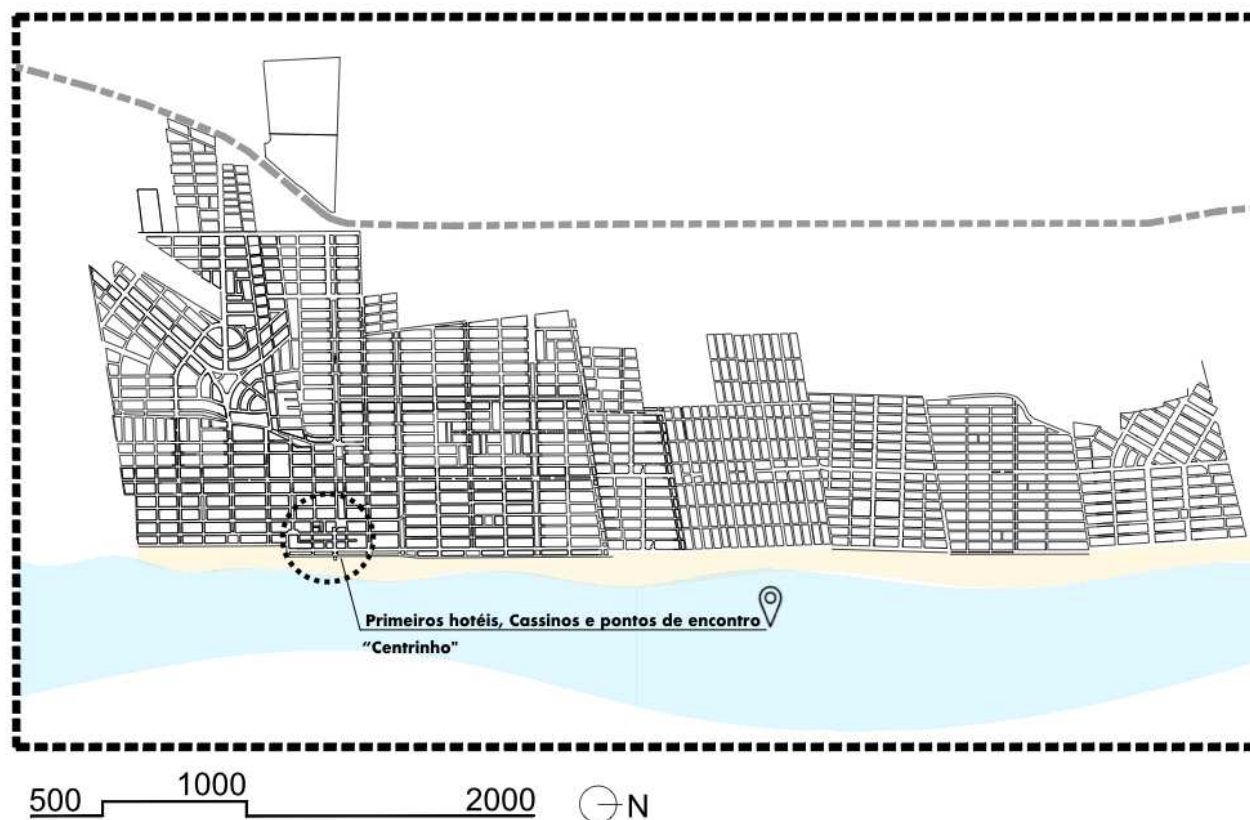 Primeiros hotéis, Cassinos e pontos de encontro
“Centrinho"
500 1000 2000 N